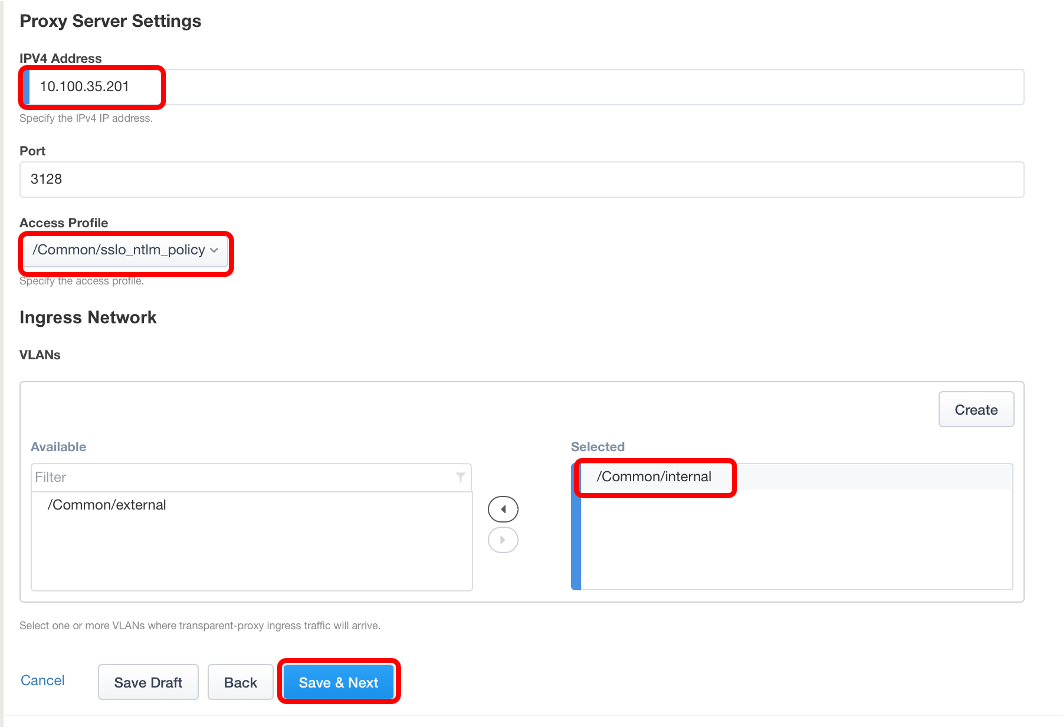 Proxy Server Settings
IPV4 Address
10.100.35.201
Specify the IPv4 IP address.
Port
3128
Access Profile
/Common/sslo_ntlm_policy
Specify the access profile.
Ingress Network
VLANs
Create
Available
Selected
Filter
/Common/internal
/Common/external
Select one or more VLANs where transparent-proxy ingress traffic will arrive.
Cancel
Save Draft
Back
Save & Next